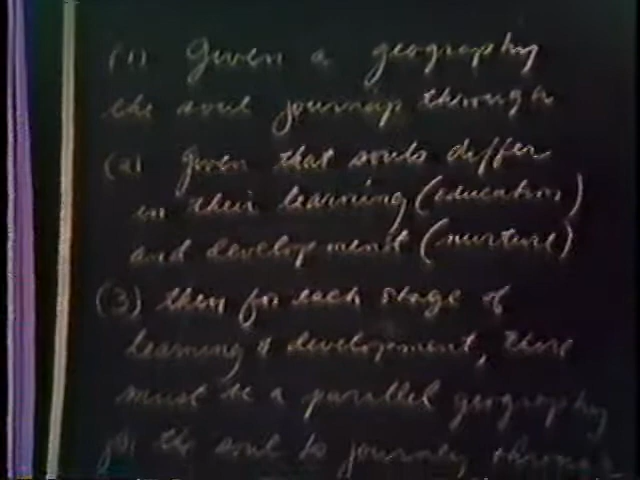 (1) Given a geography
the soul journeys through
(2) Given that souls differ
in their learning (education)
and development (nurture)
(3) then for each stage of
learning & development, there
must be a parallel geography
for the soul to journey through